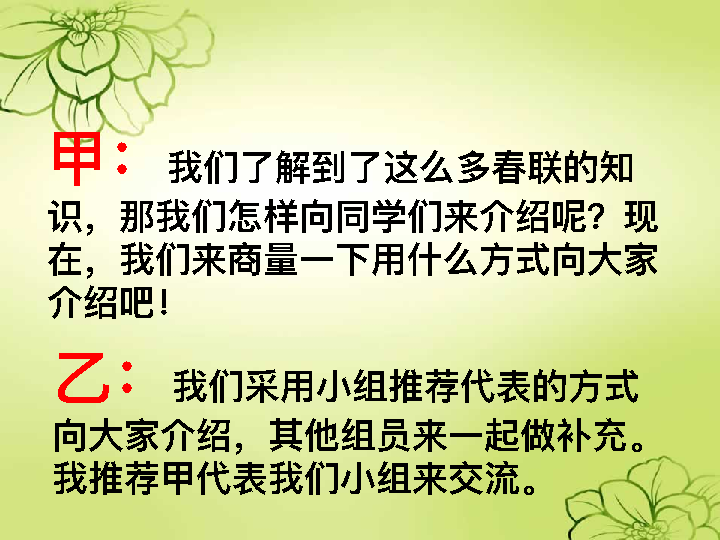 甲：我们了解到了这么多春联的知
识，那我们怎样向同学们来介绍呢？现
在，我们来商量一下用什么方式向大家
介绍吧！
乙：我们采用小组推荐代表的方式
向大家介绍，其他组员来一起做补充。
我推荐甲代表我们小组来交流。